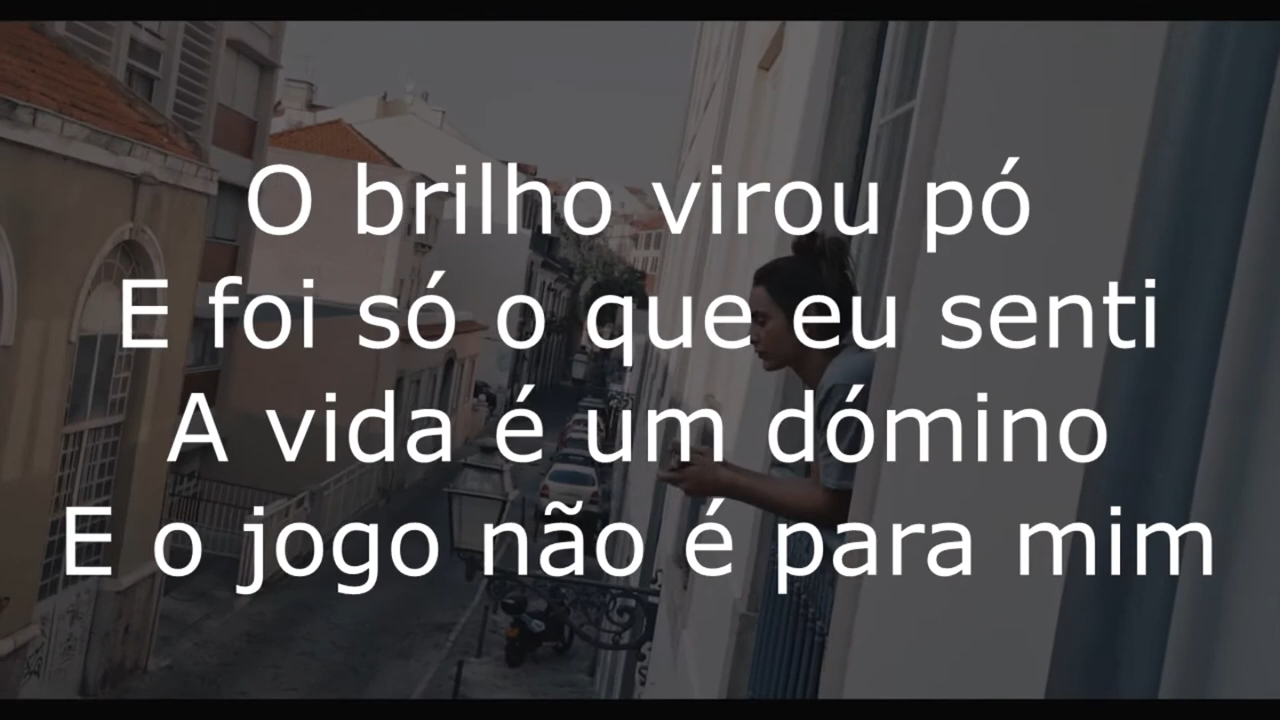 O brilho virou pó
E foi só o que eu senti
A vida é um dómino
E o jogo não é para mim